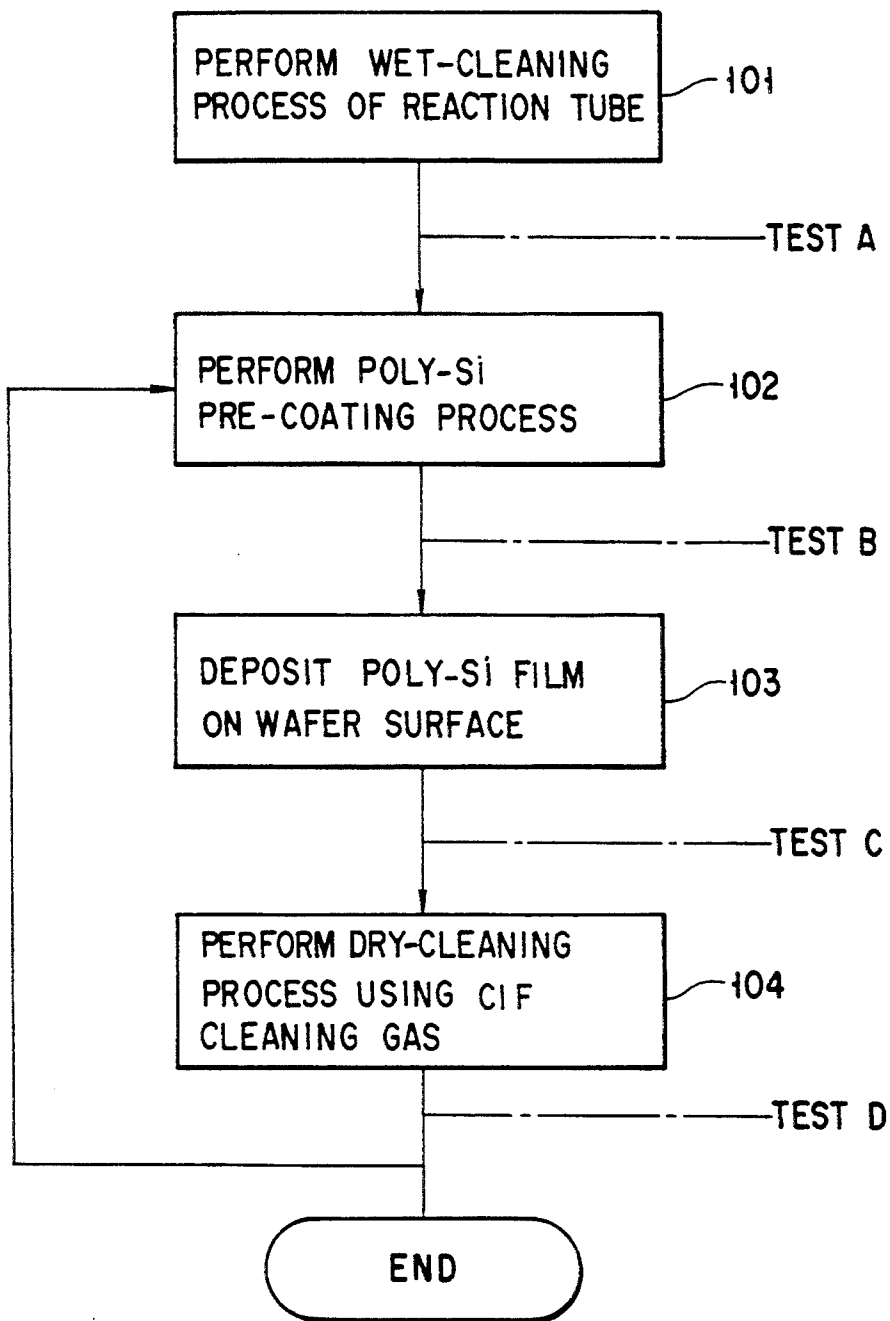 PERFORM WET-CLEANING
PROCESS OF REACTION TUBE
101
TEST A
PERFORM POLY-Si
PRE-COATING PROCESS
102
TEST B
DEPOSIT POLY-Si FILM
ON WAFER SURFACE
103
TEST C
PERFORM DRY-CLEANING
PROCESS USING ClF
CLEANING GAS
104
TEST D
END